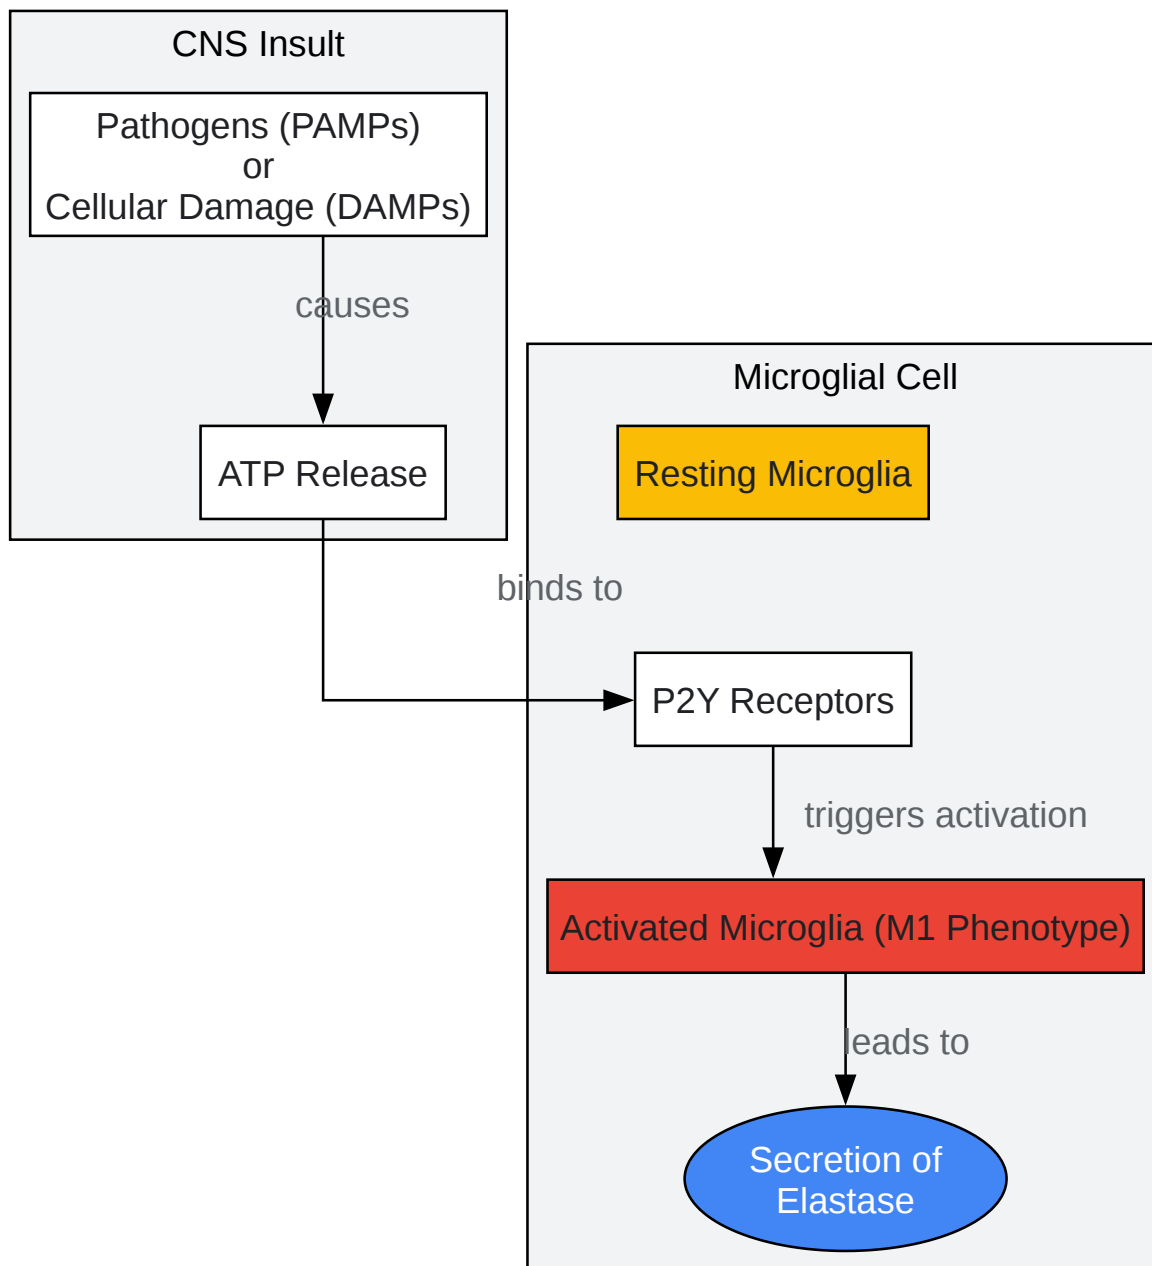 CNS Insult
Pathogens (PAMPs)
or
Cellular Damage (DAMPs)
causes
Microglial Cell
ATP Release
Resting Microglia
binds to
P2Y Receptors
triggers activation
Activated Microglia (M1 Phenotype)
leads to
Secretion of
Elastase